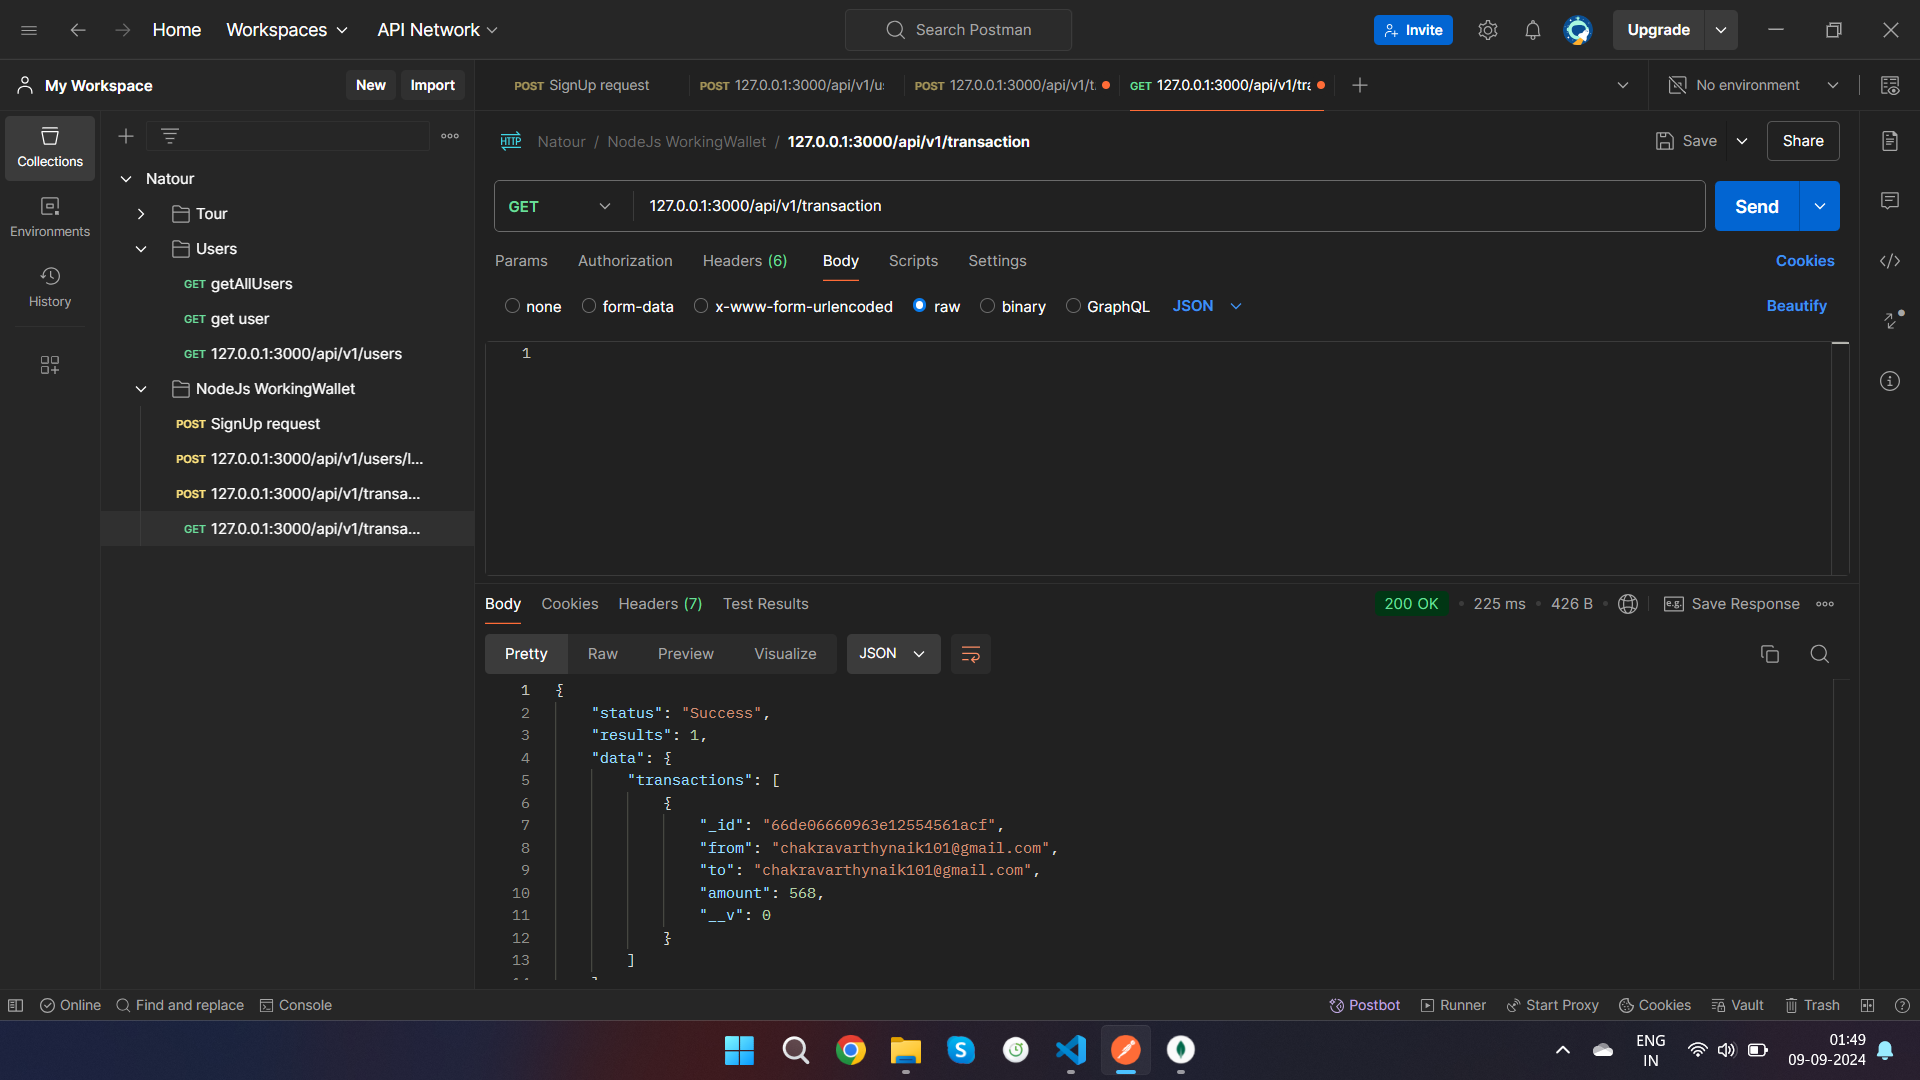 Home Workspaces API Network Search Postman Invite Upgrade
My Workspace New Import
POST SignUp request POST 127.0.0.1:3000/api/v1/u POST 127.0.0.1:3000/api/v1/t GET 127.0.0.1:3000/api/v1/tra No environment
Collections
Environments
History
Natour
Tour
Users
GET getAllUsers
GET get user
GET 127.0.0.1:3000/api/v1/users
NodeJs WorkingWallet
POST SignUp request
POST 127.0.0.1:3000/api/v1/users/l...
POST 127.0.0.1:3000/api/v1/transa...
GET 127.0.0.1:3000/api/v1/transa...
HTTP Natour / NodeJs WorkingWallet / 127.0.0.1:3000/api/v1/transaction Save Share
GET 127.0.0.1:3000/api/v1/transaction Send
Params Authorization Headers (6) Body Scripts Settings Cookies
none form-data x-www-form-urlencoded raw binary GraphQL JSON Beautify
1
Body Cookies Headers (7) Test Results 200 OK 225 ms 426 B e.g. Save Response
Pretty Raw Preview Visualize JSON
1 {
2 "status": "Success",
3 "results": 1,
4 "data": {
5 "transactions": [
6 {
7 "_id": "66de06660963e12554561acf",
8 "from": "chakravarthynaik101@gmail.com",
9 "to": "chakravarthynaik101@gmail.com",
10 "amount": 568,
11 "__v": 0
12 }
13 ]
Online Find and replace Console Postbot Runner Start Proxy Cookies Vault Trash
ENG
IN
01:49
09-09-2024